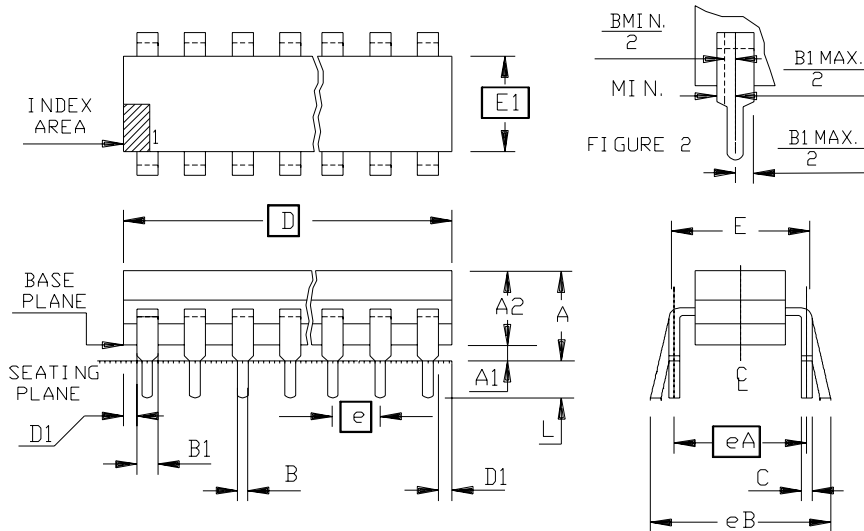 INDEX
AREA
1
E1
BMIN.
2
MIN.
B1 MAX.
2
FIGURE 2
B1 MAX.
2
D
BASE
PLANE
SEATING
PLANE
A2
A
A1
L
D1
B1
B
e
D1
E
CL
eA
C
eB